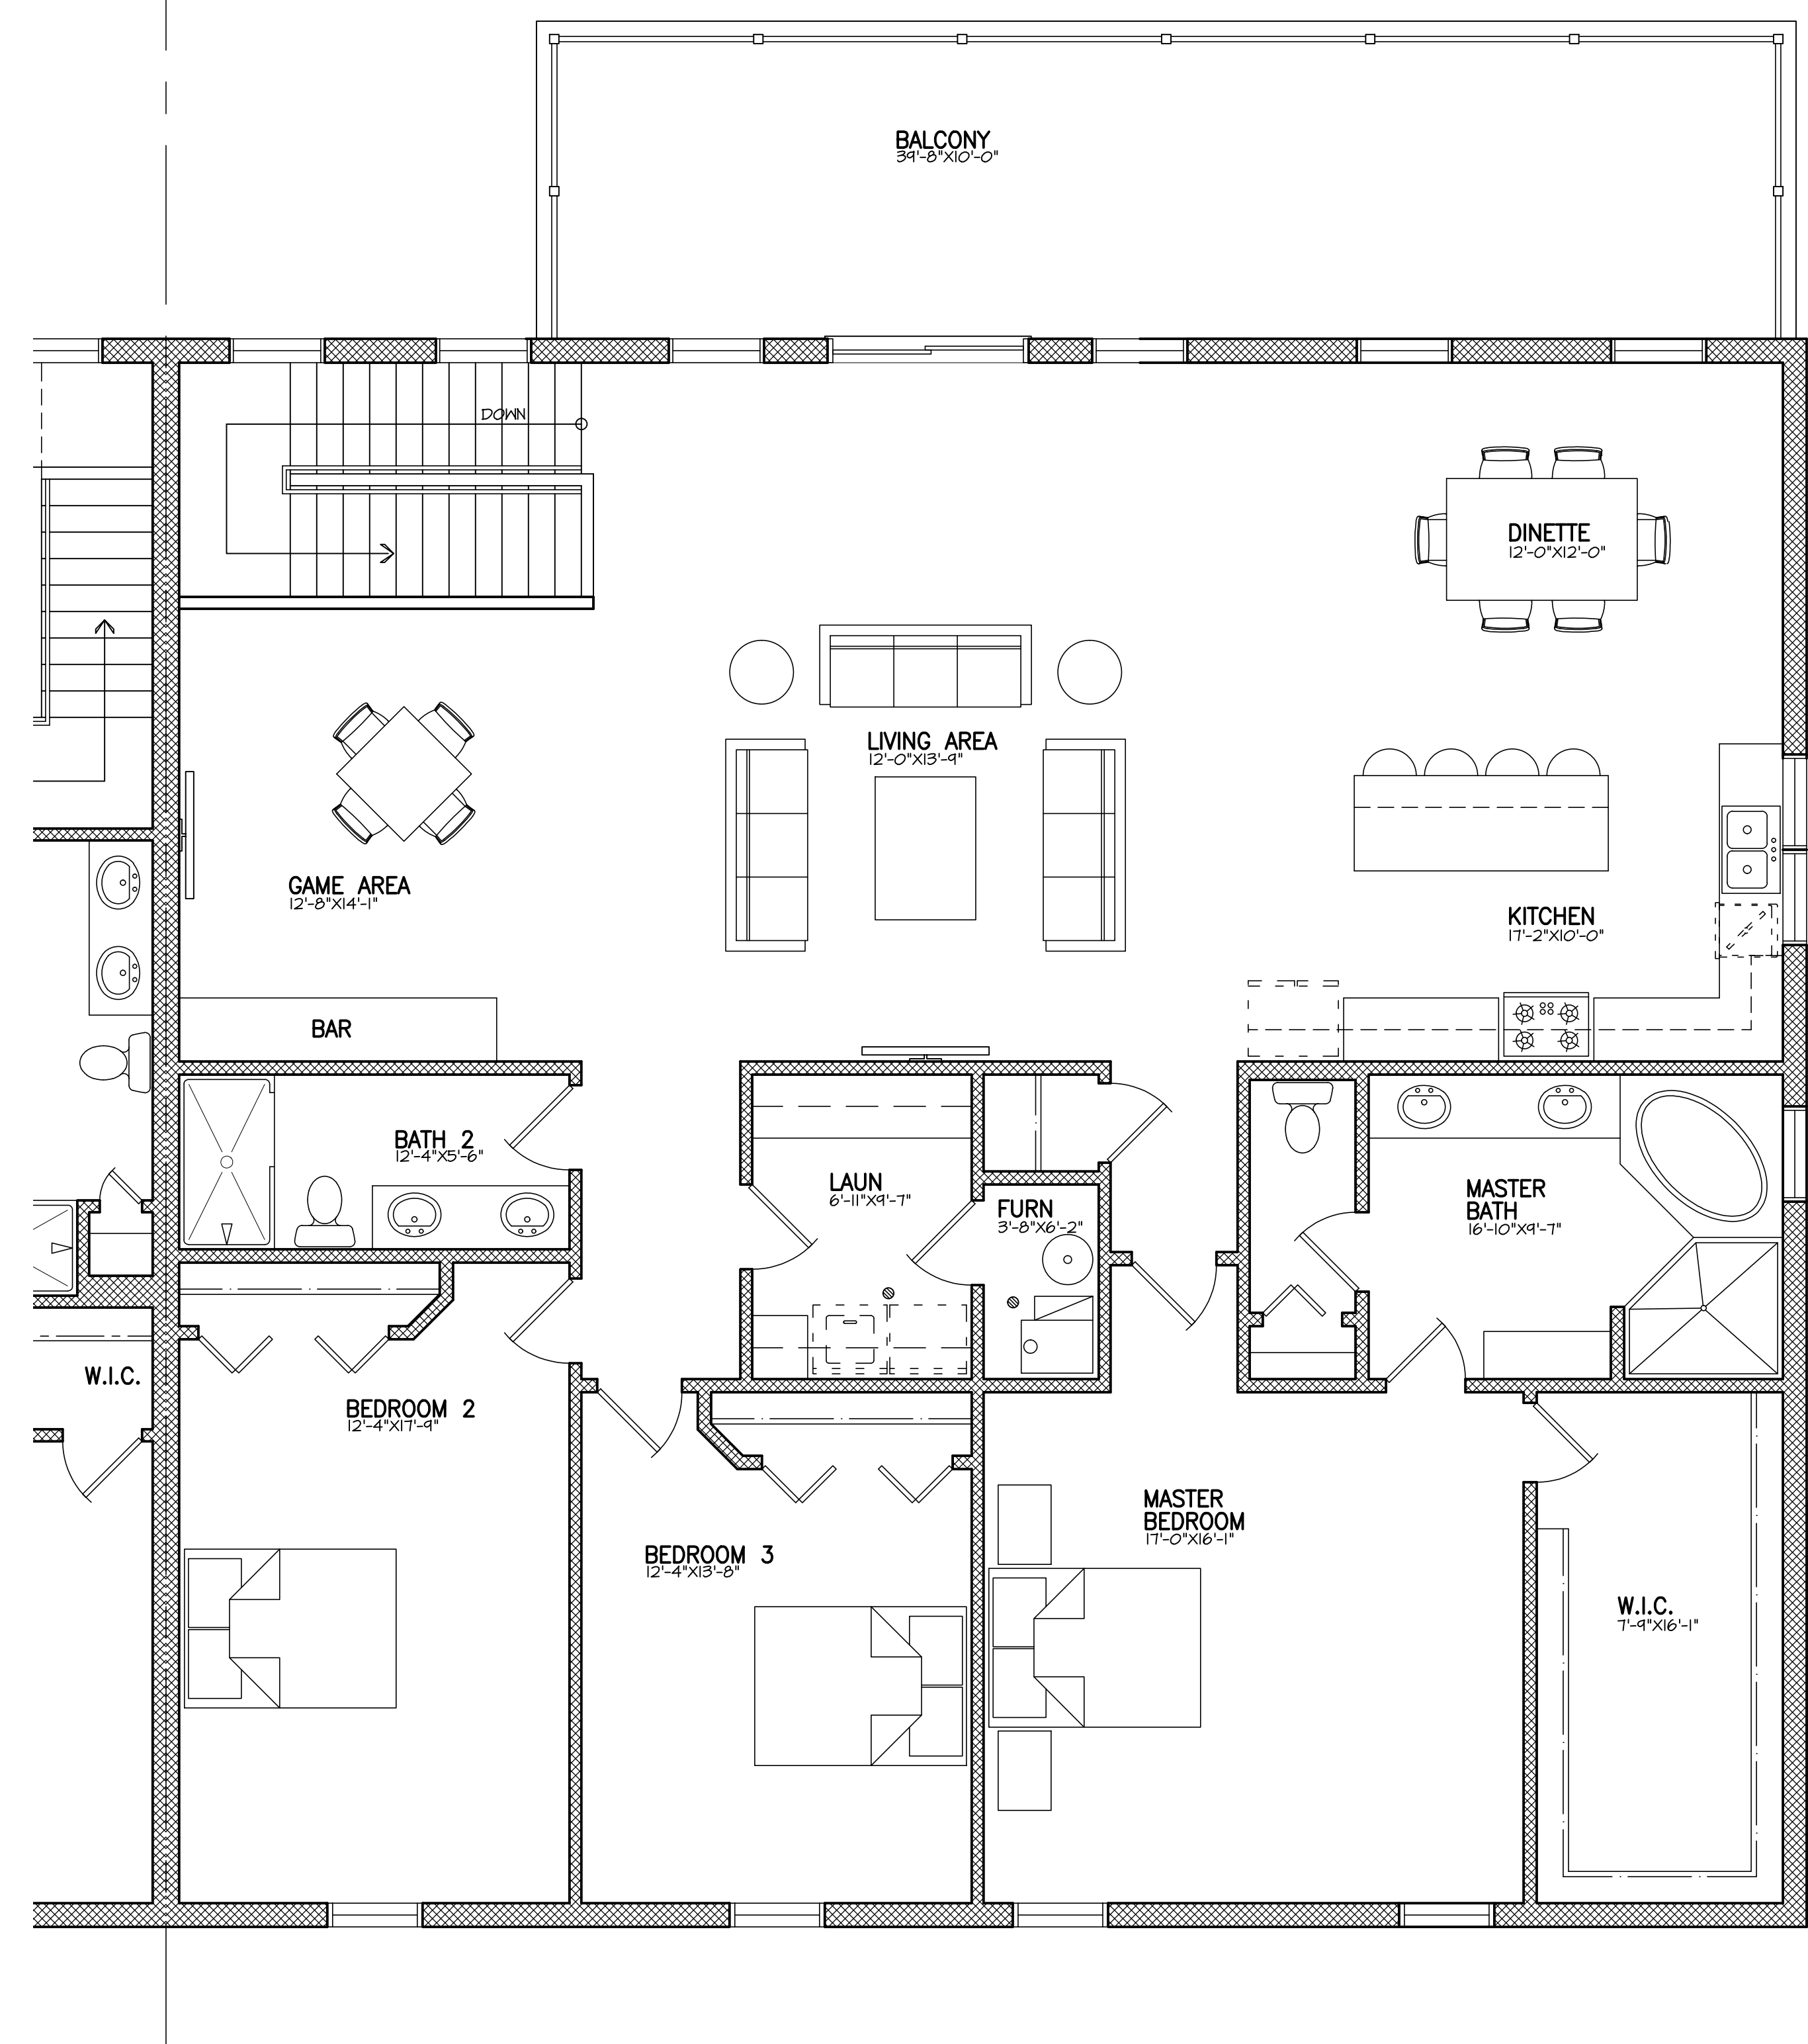 BALCONY
39'-8"X10'-0"
DOWN
DINETTE
12'-0"X12'-0"
LIVING AREA
12'-0"X13'-9"
GAME AREA
12'-8"X14'-1"
KITCHEN
17'-2"X10'-0"
BAR
BATH 2
12'-4"X5'-6"
LAUN
6'-11"X9'-7"
FURN
3'-8"X6'-2"
MASTER
BATH
16'-10"X9'-7"
W.I.C.
BEDROOM 2
12'-4"X17'-9"
BEDROOM 3
12'-4"X13'-8"
MASTER
BEDROOM
17'-0"X16'-1"
W.I.C.
7'-9"X16'-1"